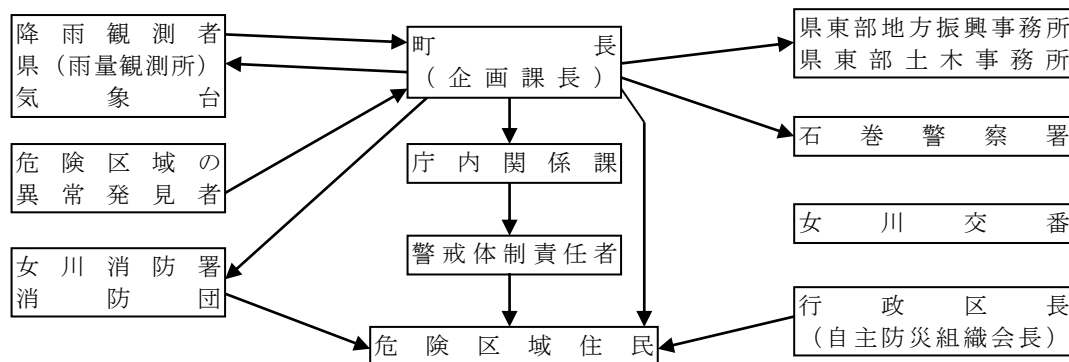 降雨観測者
県（雨量観測所）
気象台
町長
（企画課長）
県東部地方振興事務所
県東部土木事務所
石巻警察署
危険区域の
異常発見者
庁内関係課
女川交番
女川消防署
消防団
警戒体制責任者
行政区長
（自主防災組織会長）
危険区域住民